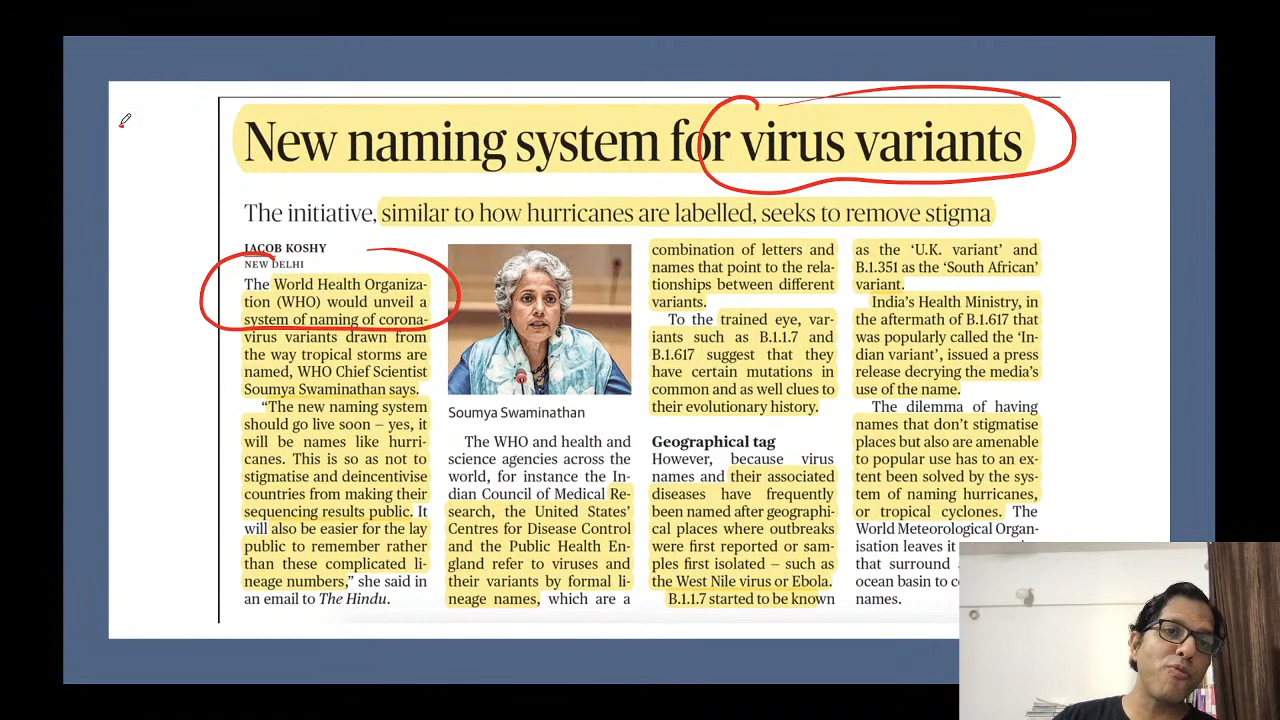 New naming system for virus variants
The initiative, similar to how hurricanes are labelled, seeks to remove stigma
JACOB KOSHY
NEW DELHI
The World Health Organiza-
tion (WHO) would unveil a
system of naming of corona-
virus variants drawn from
the way tropical storms are
named, WHO Chief Scientist
Soumya Swaminathan says.
“The new naming system
should go live soon — yes, it
will be names like hurri-
canes. This is so as not to
stigmatise and deincentivise
countries from making their
sequencing results public. It
will also be easier for the lay
public to remember rather
than these complicated li-
neage numbers,” she said in
an email to The Hindu.
Soumya Swaminathan
The WHO and health and
science agencies across the
world, for instance the In-
dian Council of Medical Re-
search, the United States’
Centres for Disease Control
and the Public Health En-
gland refer to viruses and
their variants by formal li-
neage names, which are a
combination of letters and
names that point to the rela-
tionships between different
variants.
To the trained eye, var-
iants such as B.1.1.7 and
B.1.617 suggest that they
have certain mutations in
common and as well clues to
their evolutionary history.
Geographical tag
However, because virus
names and their associated
diseases have frequently
been named after geographi-
cal places where outbreaks
were first reported or sam-
ples first isolated — such as
the West Nile virus or Ebola.
B.1.1.7 started to be known
as the ‘U.K. variant’ and
B.1.351 as the ‘South African’
variant.
India’s Health Ministry, in
the aftermath of B.1.617 that
was popularly called the ‘In-
dian variant’, issued a press
release decrying the media’s
use of the name.
The dilemma of having
names that don’t stigmatise
places but also are amenable
to popular use has to an ex-
tent been solved by the sys-
tem of naming hurricanes,
or tropical cyclones. The
World Meteorological Organ-
isation leaves it
that surround
ocean basin to
names.